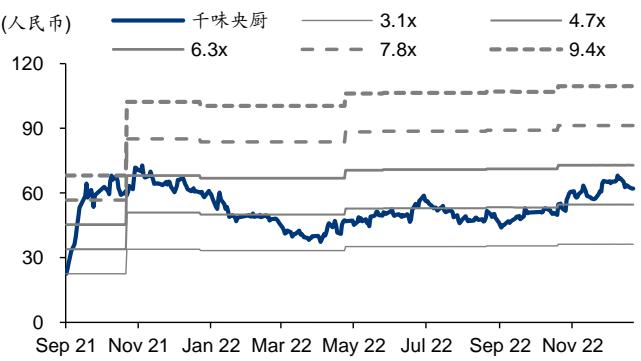 (人民币) 千味央厨 3.1x 4.7x
6.3x 7.8x 9.4x
120
90
60
30
0
Sep 21 Nov 21 Jan 22 Mar 22 May 22 Jul 22 Sep 22 Nov 22